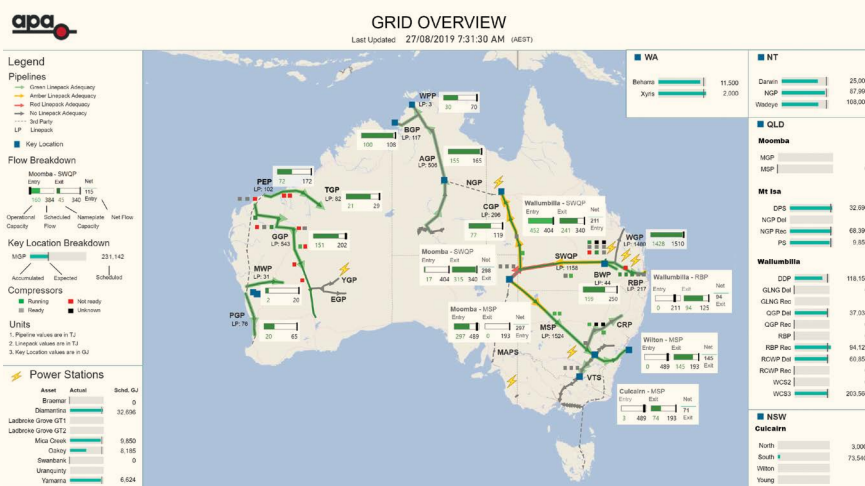 apa
GRID OVERVIEW
Last Updated 27/08/2019 7:31:30 AM (AEST)
Legend
Pipelines
Green Linepack Adequacy
Amber Linepack Adequacy
Red Linepack Adequacy
No Linepack Adequacy
3rd Party
LP Linepack
Key Location
Flow Breakdown
Moomba - SWQP
Entry Exit Net
115
160 384 45 340 Entry
Operational Capacity
Scheduled Flow
Nameplate Capacity
Net Flow
Key Location Breakdown
MGP 231,142
Accumulated Expected Scheduled
Compressors
Running Not ready
Ready Unknown
Units
1. Pipeline values are in TJ
2. Linepack values are in TJ
3. Key Location values are in GJ
Power Stations
Asset Actual Schd. GJ
Braemar 0
Diamantina 32,696
Ladbroke Grove GT1
Ladbroke Grove GT2
Mica Creek 9,850
Oakey 8,185
Swanbank 0
Uranquinty
Yamarna 6,624
WPP
LP: 3
30 70
BGP
LP: 117
100 108
AGP
LP: 506
155 165
NGP
PEP
LP: 102
72 172
TGP
LP: 82
21 29
GGP
LP: 543
151 202
MWP
LP: 31
2 20
PGP
LP: 76
20 65
YGP
EGP
CGP
LP: 296
77 119
Wallumbilla - SWQP
Entry Exit Net
211
452 404 241 340 Entry
WGP
LP: 1480
1428 1510
Moomba - SWQP
Entry Exit Net
298
17 404 315 340 Exit
SWQP
LP: 1158
BWP
LP: 44
RBP
LP: 217
Wallumbilla - RBP
Entry Exit Net
94
0 211 94 125 Exit
Moomba - MSP
Entry Exit Net
297
297 489 0 193 Entry
MSP
LP: 1524
CRP
MAPS
VTS
Wilton - MSP
Entry Exit Net
145
0 489 145 193 Exit
Culcairn - MSP
Entry Exit Net
71
3 489 74 193 Exit
WA
Behama 11,500
Xyris 2,000
NT
Darwin 25,00
NGP 67,99
Wadeye 108,00
QLD
Moomba
MGP
MSP
Mt Isa
DPS 32,69
NGP Del
NGP Rec 68,39
PS 9,85
Wallumbilla
DDP 118,15
GLNG Del
GLNG Rec
QGP Del 37,03
QGP Rec
RBP
RBP Rec 94,12
RCWP Del 60,85
RCWP Rec
WCS2
WCS3 203,56
NSW
Culcairn
North 3,00
South 73,54
Wilton
Young